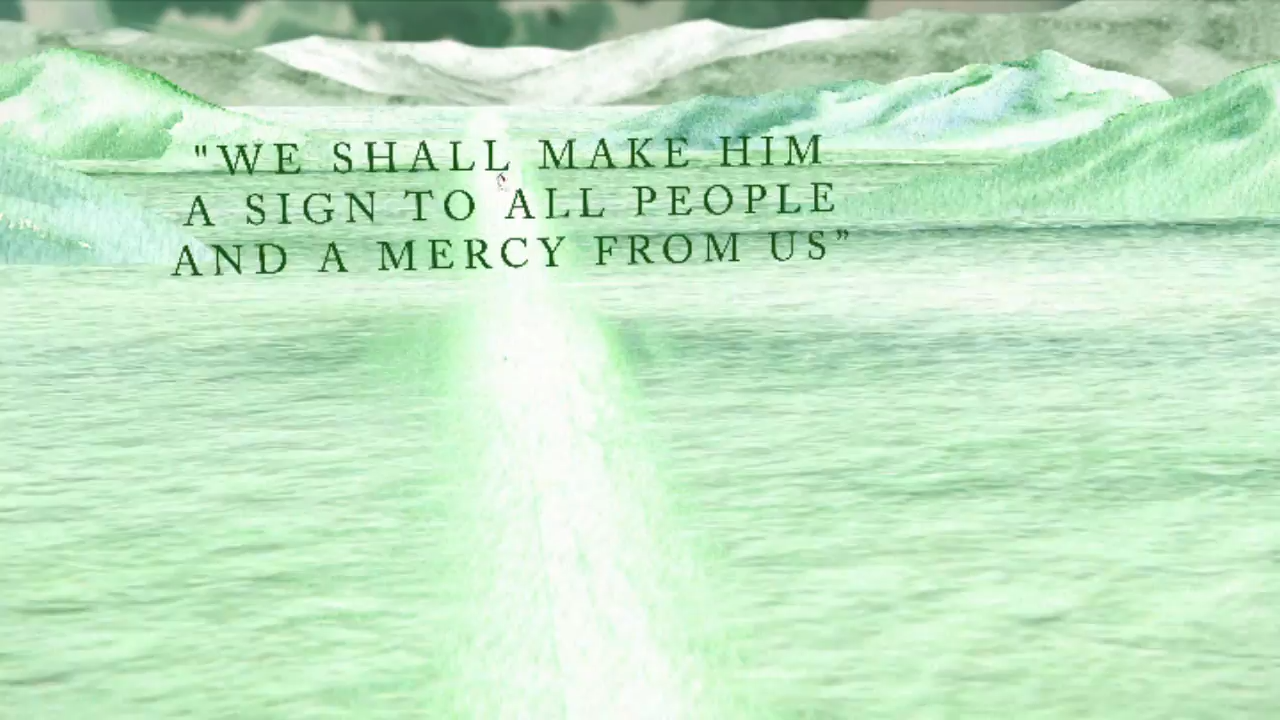 "WE SHALL MAKE HIM
A SIGN TO ALL PEOPLE
AND A MERCY FROM US”